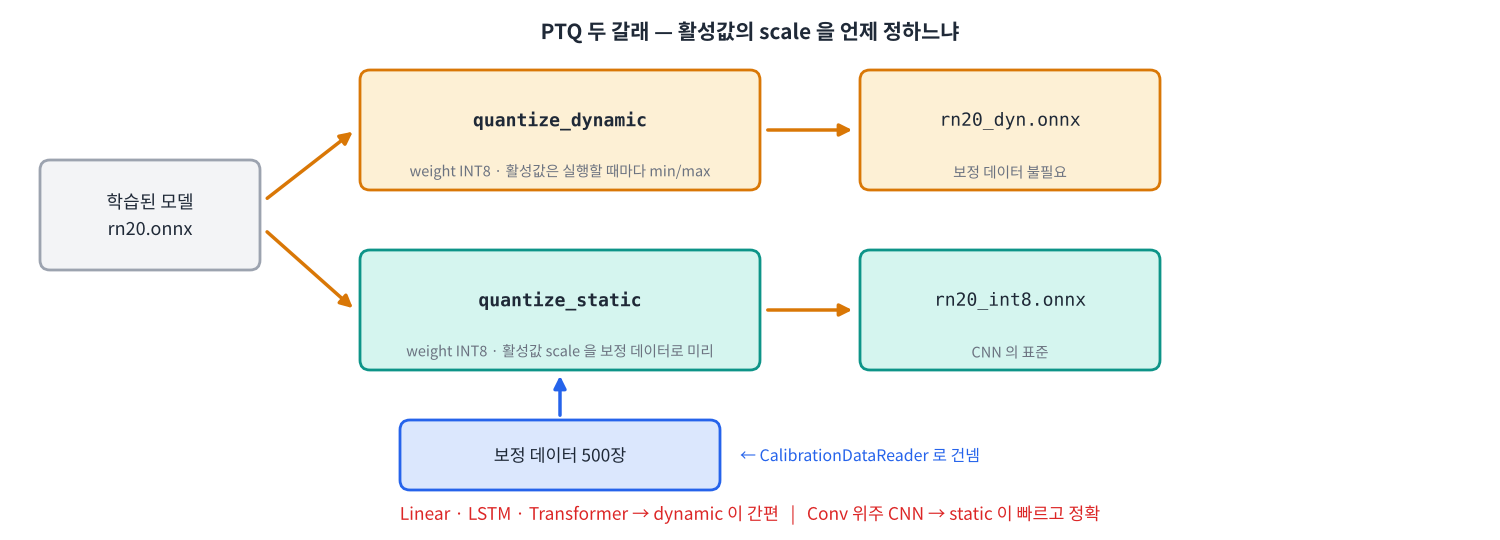 PTQ 두 갈래 — 활성값의 scale 을 언제 정하느냐
학습된 모델
rn20.onnx
quantize_dynamic
weight INT8 · 활성값은 실행할 때마다 min/max
rn20_dyn.onnx
보정 데이터 불필요
quantize_static
weight INT8 · 활성값 scale 을 보정 데이터로 미리
rn20_int8.onnx
CNN 의 표준
보정 데이터 500장
← CalibrationDataReader 로 건넴
Linear · LSTM · Transformer → dynamic 이 간편 | Conv 위주 CNN → static 이 빠르고 정확